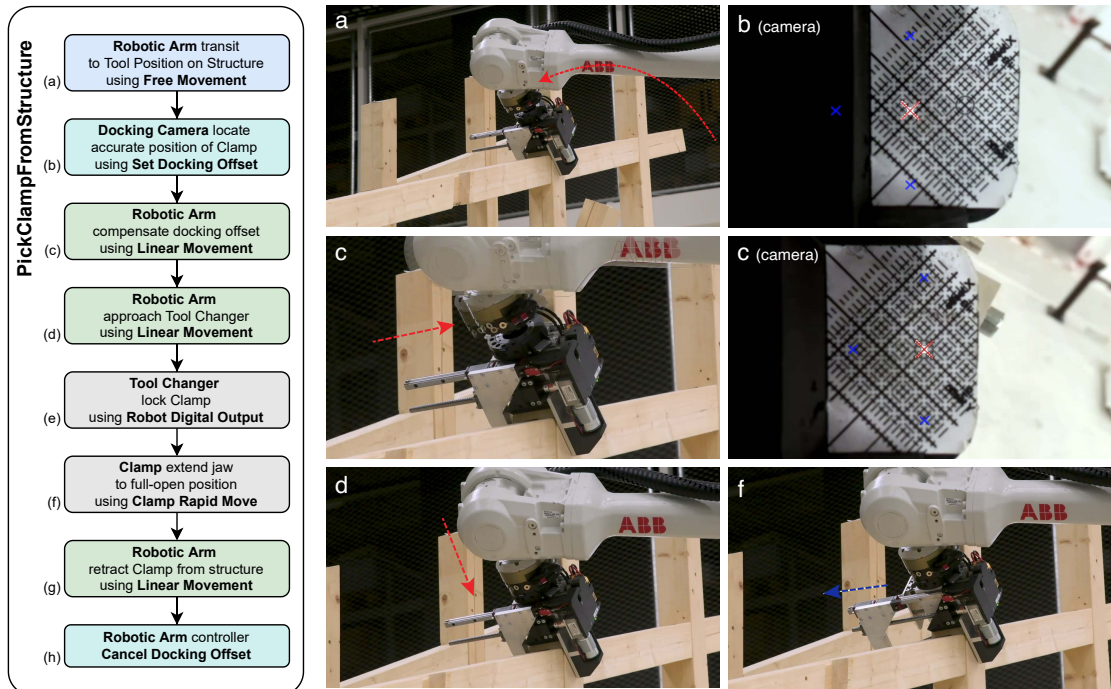 PickClampFromStructure
(a)
Robotic Arm transit
to Tool Position on Structure
using Free Movement
(b)
Docking Camera locate
accurate position of Clamp
using Set Docking Offset
(c)
Robotic Arm
compensate docking offset
using Linear Movement
(d)
Robotic Arm
approach Tool Changer
using Linear Movement
(e)
Tool Changer
lock Clamp
using Robot Digital Output
(f)
Clamp extend jaw
to full-open position
using Clamp Rapid Move
(g)
Robotic Arm
retract Clamp from structure
using Linear Movement
(h)
Robotic Arm controller
Cancel Docking Offset
a
ABB
b (camera)
c
ABB
c (camera)
d
ABB
f
ABB